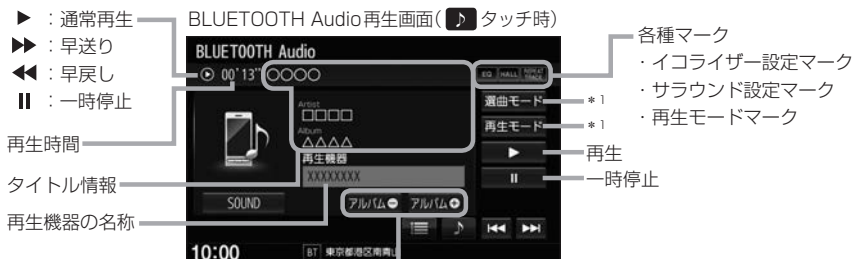 ▶：通常再生
▶▶：早送り
◀◀：早戻し
II：一時停止
再生時間
タイトル情報
再生機器の名称
BLUETOOTH Audio再生画面(♪タッチ時)
BLUETOOTH Audio
00'13" ○○○○
EQ HALL REPEAT TRACK
Artist
□□□□
Album
△△△△
再生機器
XXXXXXXX
選曲モード
再生モード
SOUND
アルバム－ アルバム＋
10:00
BT 東京都港区南青山
各種マーク
・イコライザー設定マーク
・サラウンド設定マーク
・再生モードマーク
＊1
＊1
再生
一時停止